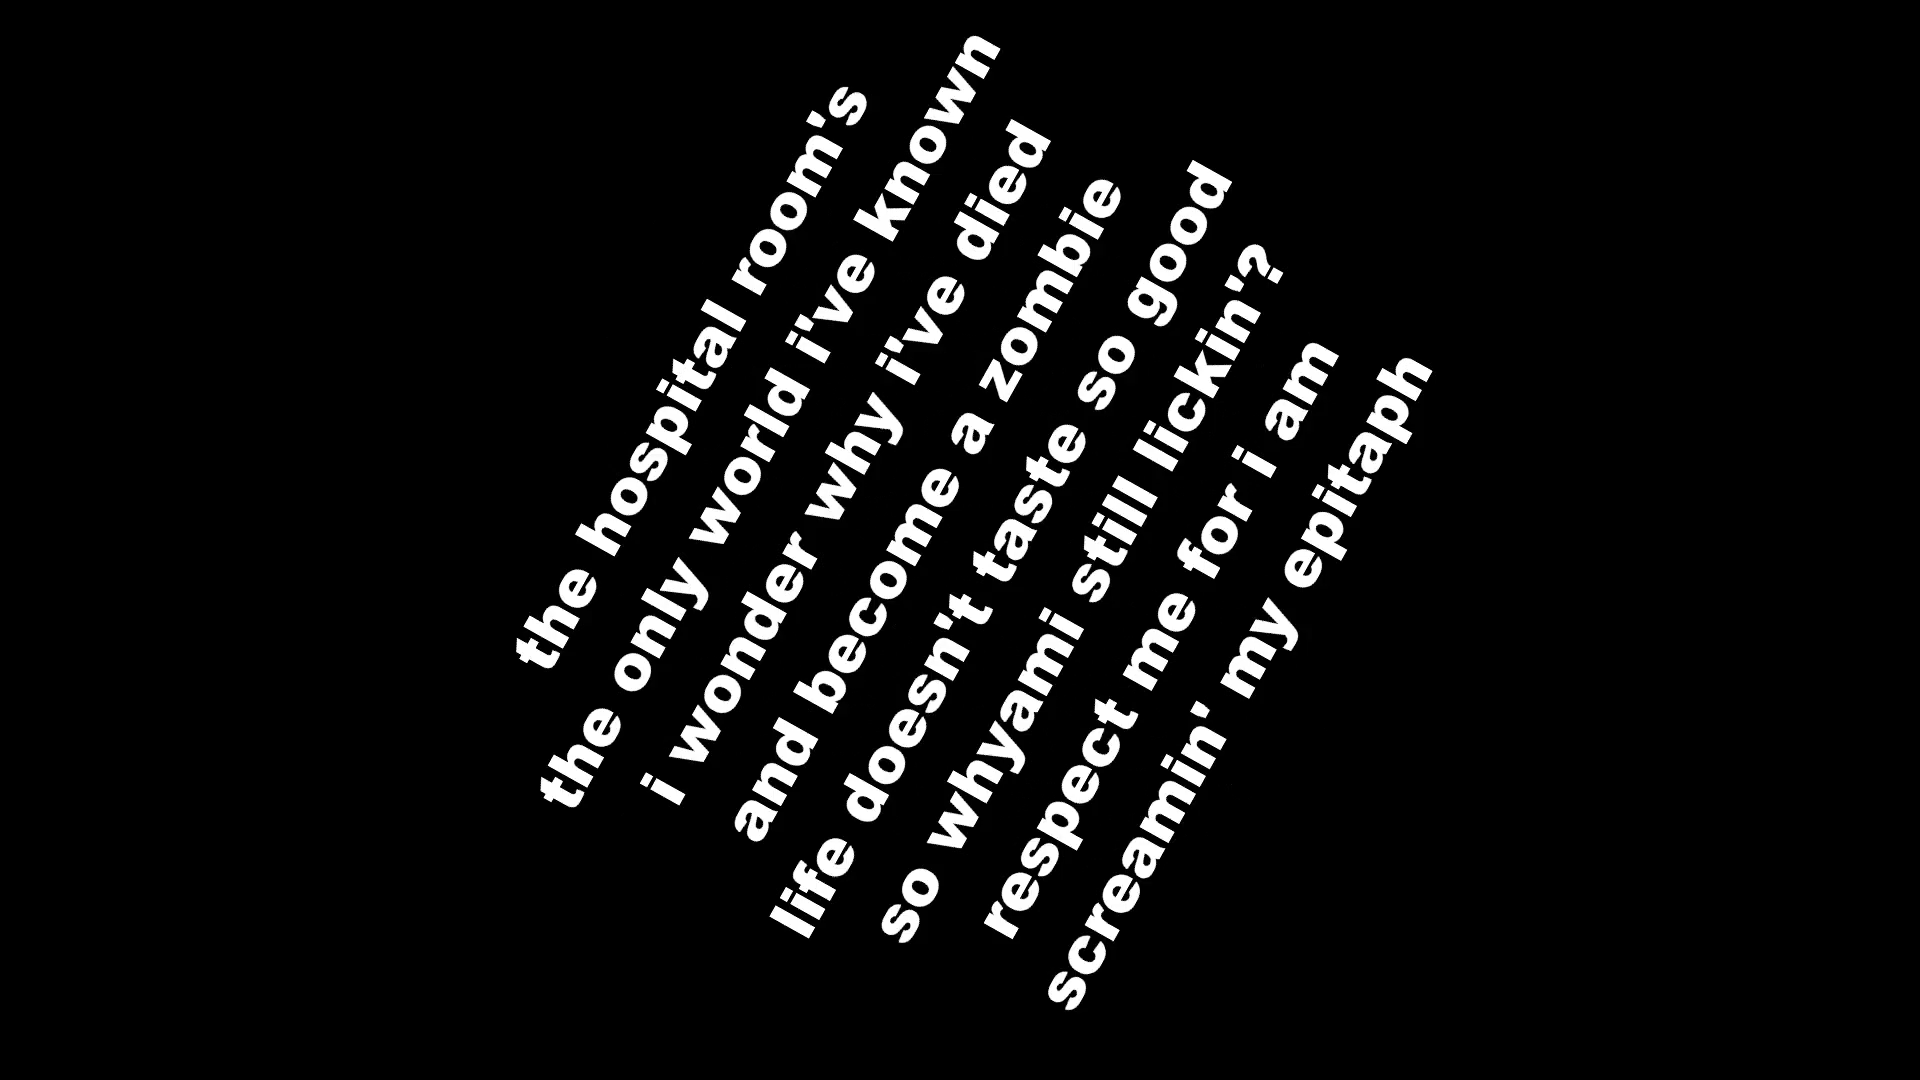 the hospital room's
the only world i've known
i wonder why i've died
and become a zombie
life doesn't taste so good
so whyami still lickin'?
respect me for i am
screamin' my epitaph